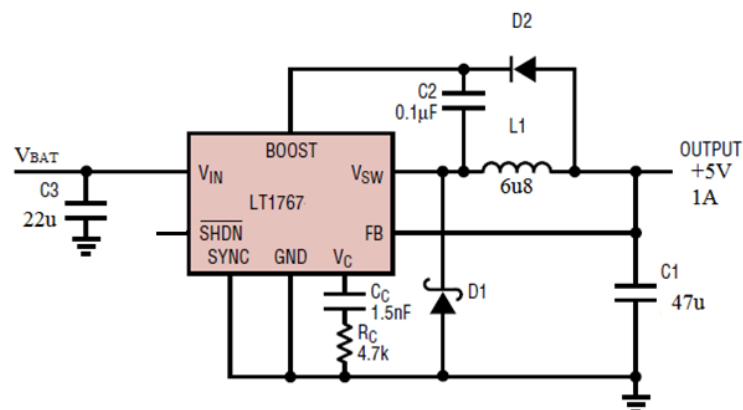 D2
C2
0.1µF
L1
BOOST
VBAT
VIN
VSW
OUTPUT
+5V
1A
6u8
C3
22u
LT1767
SHDN
FB
SYNC
GND
VC
D1
C1
47u
CC
1.5nF
RC
4.7k